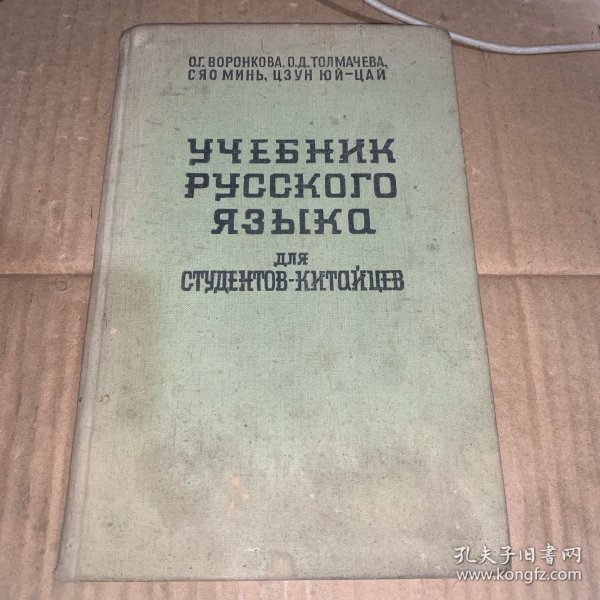 О.Г. ВОРОНКОВА, О.Д. ТОЛМАЧЕВА,
СЯО МИНЬ, ЦЗУН ЮЙ-ЦАЙ
УЧЕБНИК
РУССКОГО
ЯЗЫКА
ДЛЯ
СТУДЕНТОВ-КИТАЙЦЕВ
孔夫子旧书网
www.kongfz.com